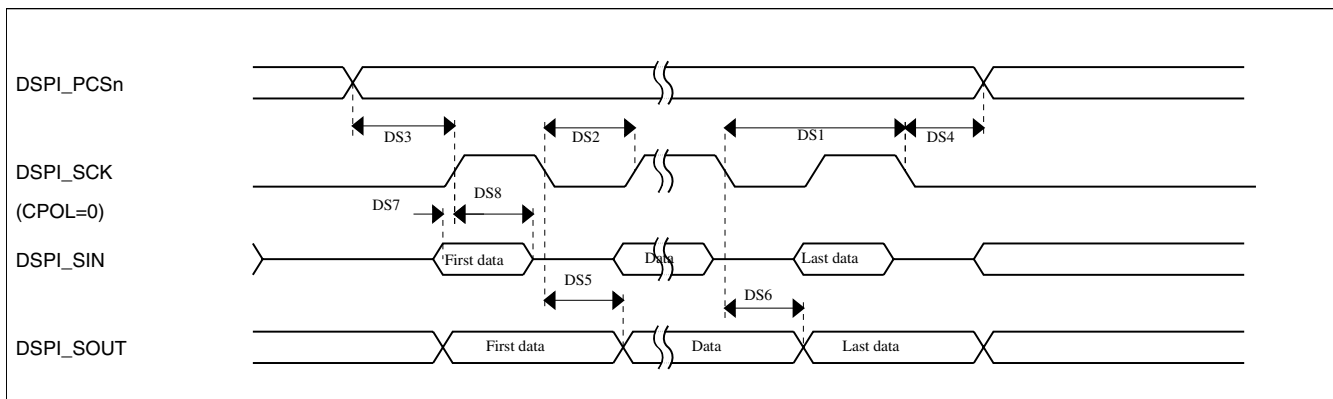 DSPI_PCSn
DS3
DS2
DS1
DS4
DSPI_SCK
(CPOL=0)
DS7
DS8
DSPI_SIN
First data
Data
Last data
DS5
DS6
DSPI_SOUT
First data
Data
Last data